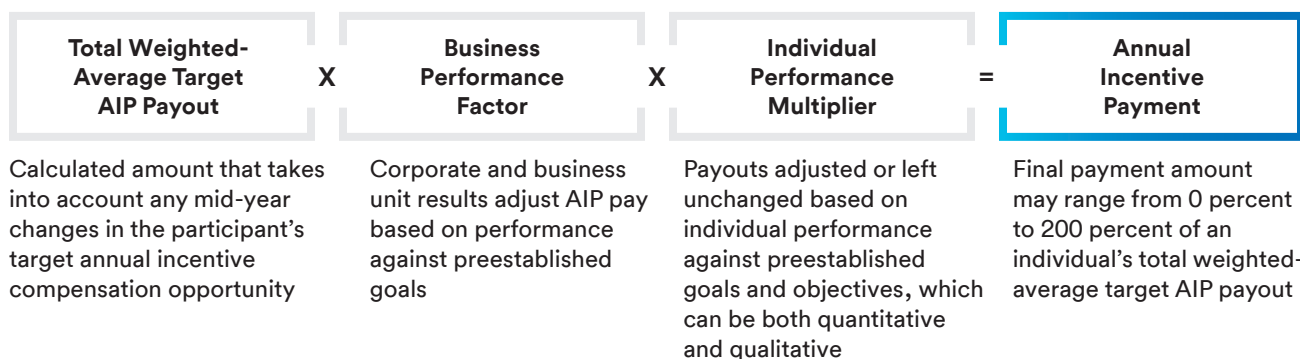 Total Weighted-
Average Target
AIP Payout
X
Business
Performance
Factor
X
Individual
Performance
Multiplier
=
Annual
Incentive
Payment
Calculated amount that takes
into account any mid-year
changes in the participant’s
target annual incentive
compensation opportunity
Corporate and business
unit results adjust AIP pay
based on performance
against preestablished
goals
Payouts adjusted or left
unchanged based on
individual performance
against preestablished
goals and objectives, which
can be both quantitative
and qualitative
Final payment amount
may range from 0 percent
to 200 percent of an
individual’s total weighted-
average target AIP payout